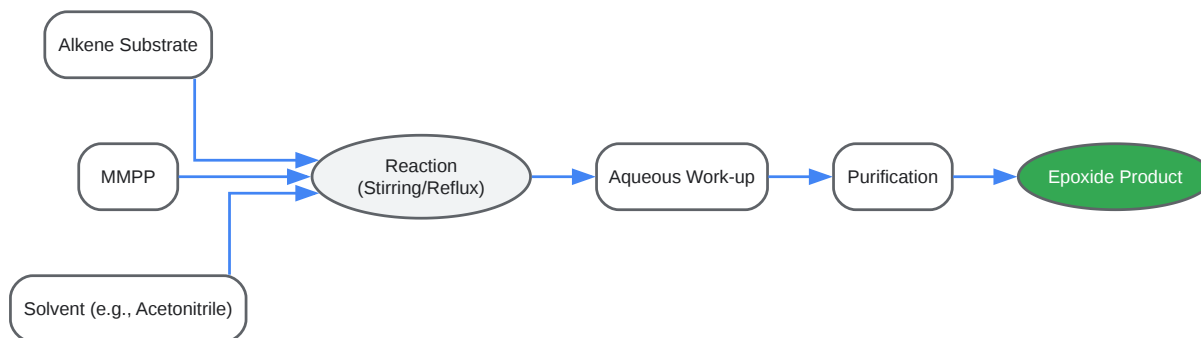 Alkene Substrate
MMPP
Solvent (e.g., Acetonitrile)
Reaction
(Stirring/Reflux)
Aqueous Work-up
Purification
Epoxide Product